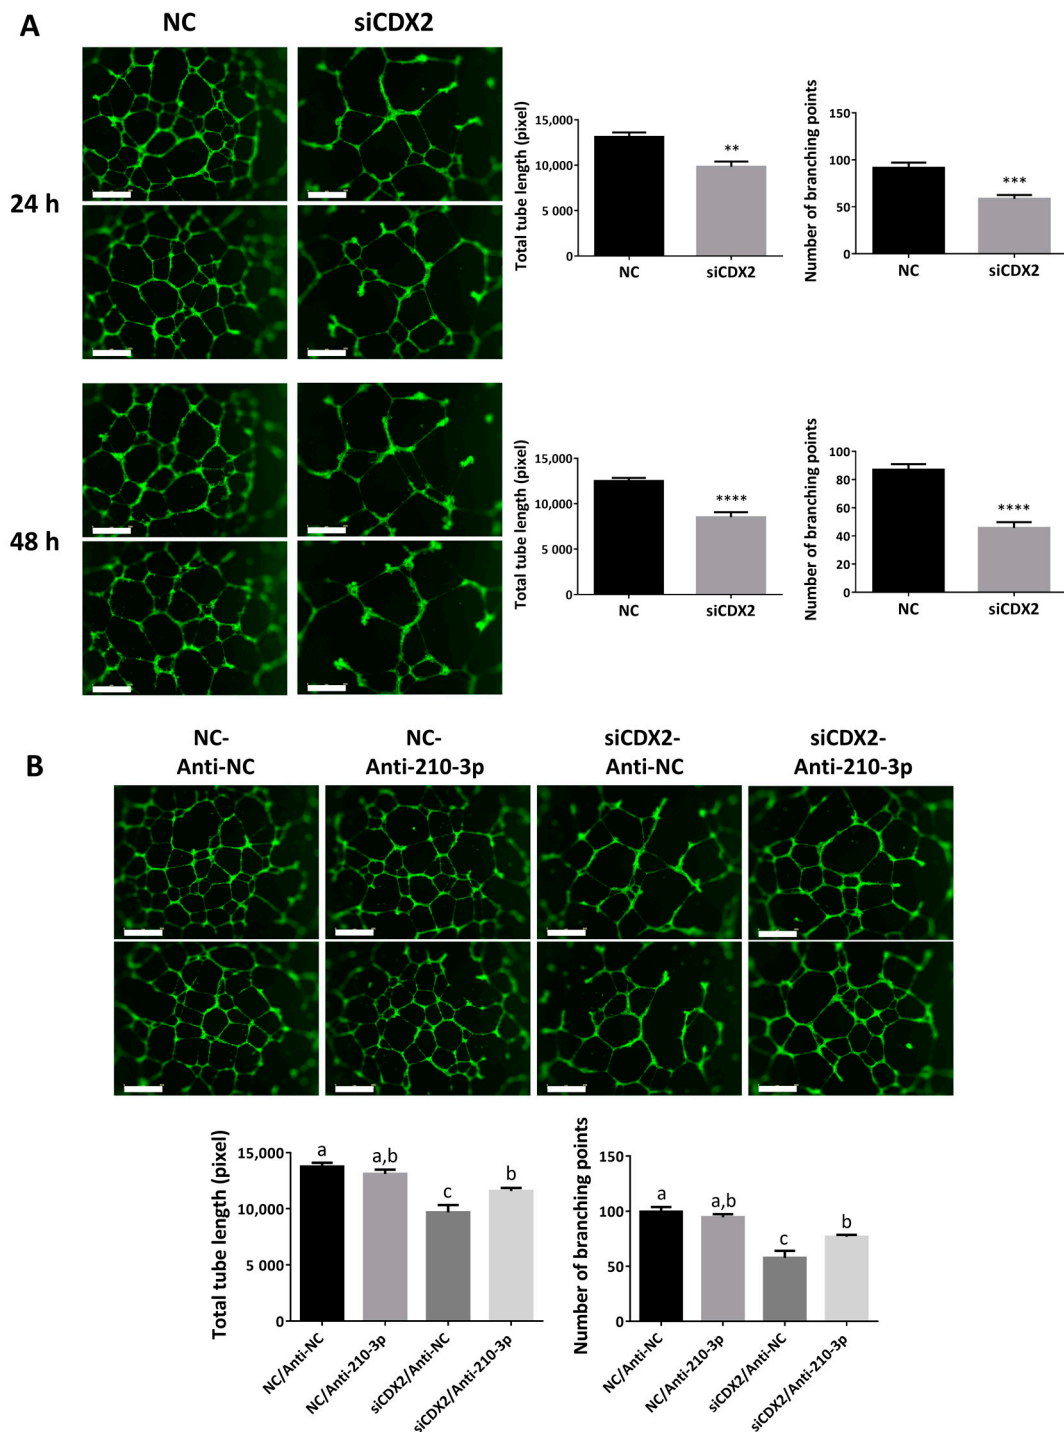 A
NC
siCDX2
24 h
48 h
Total tube length (pixel)
15,000
10,000
5 000
0
**
NC
siCDX2
Number of branching points
150
100
50
0
***
NC
siCDX2
Total tube length (pixel)
15,000
10,000
5 000
0
****
NC
siCDX2
Number of branching points
100
80
60
40
20
0
****
NC
siCDX2
B
NC-
Anti-NC
NC-
Anti-210-3p
siCDX2-
Anti-NC
siCDX2-
Anti-210-3p
Total tube length (pixel)
15,000
10,000
5 000
0
a
a,b
c
b
NC/Anti-NC
NC/Anti-210-3p
siCDX2/Anti-NC
siCDX2/Anti-210-3p
Number of branching points
150
100
50
0
a
a,b
c
b
NC/Anti-NC
NC/Anti-210-3p
siCDX2/Anti-NC
siCDX2/Anti-210-3p